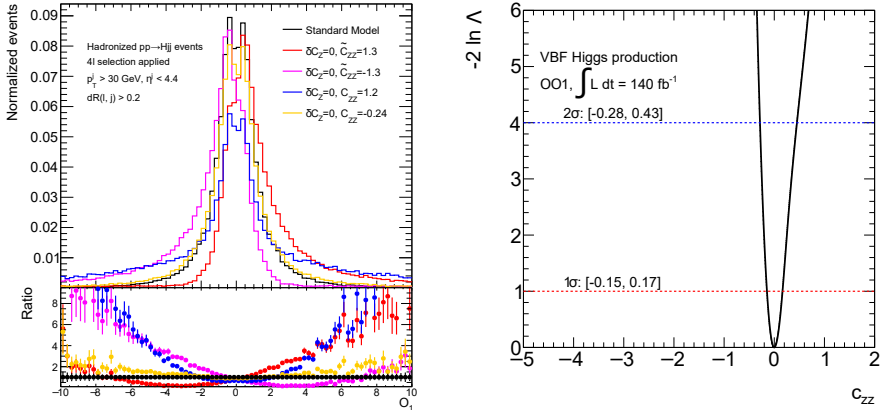 Normalized events
0.09
0.08
0.07
0.06
0.05
0.04
0.03
0.02
0.01
Hadronized pp→Hjj events
4l selection applied
p_T^j > 30 GeV, η^j < 4.4
dR(l, j) > 0.2
Standard Model
δC_Z=0, C̃_ZZ=1.3
δC_Z=0, C̃_ZZ=-1.3
δC_Z=0, C_ZZ=1.2
δC_Z=0, C_ZZ=-0.24
Ratio
8
6
4
2
−10 −8 −6 −4 −2 0 2 4 6 8 10
O_1
-2 ln Λ
6
5
4
3
2
1
0
VBF Higgs production
OO1, ∫L dt = 140 fb⁻¹
2σ: [-0.28, 0.43]
1σ: [-0.15, 0.17]
−5 −4 −3 −2 −1 0 1 2
c_zz